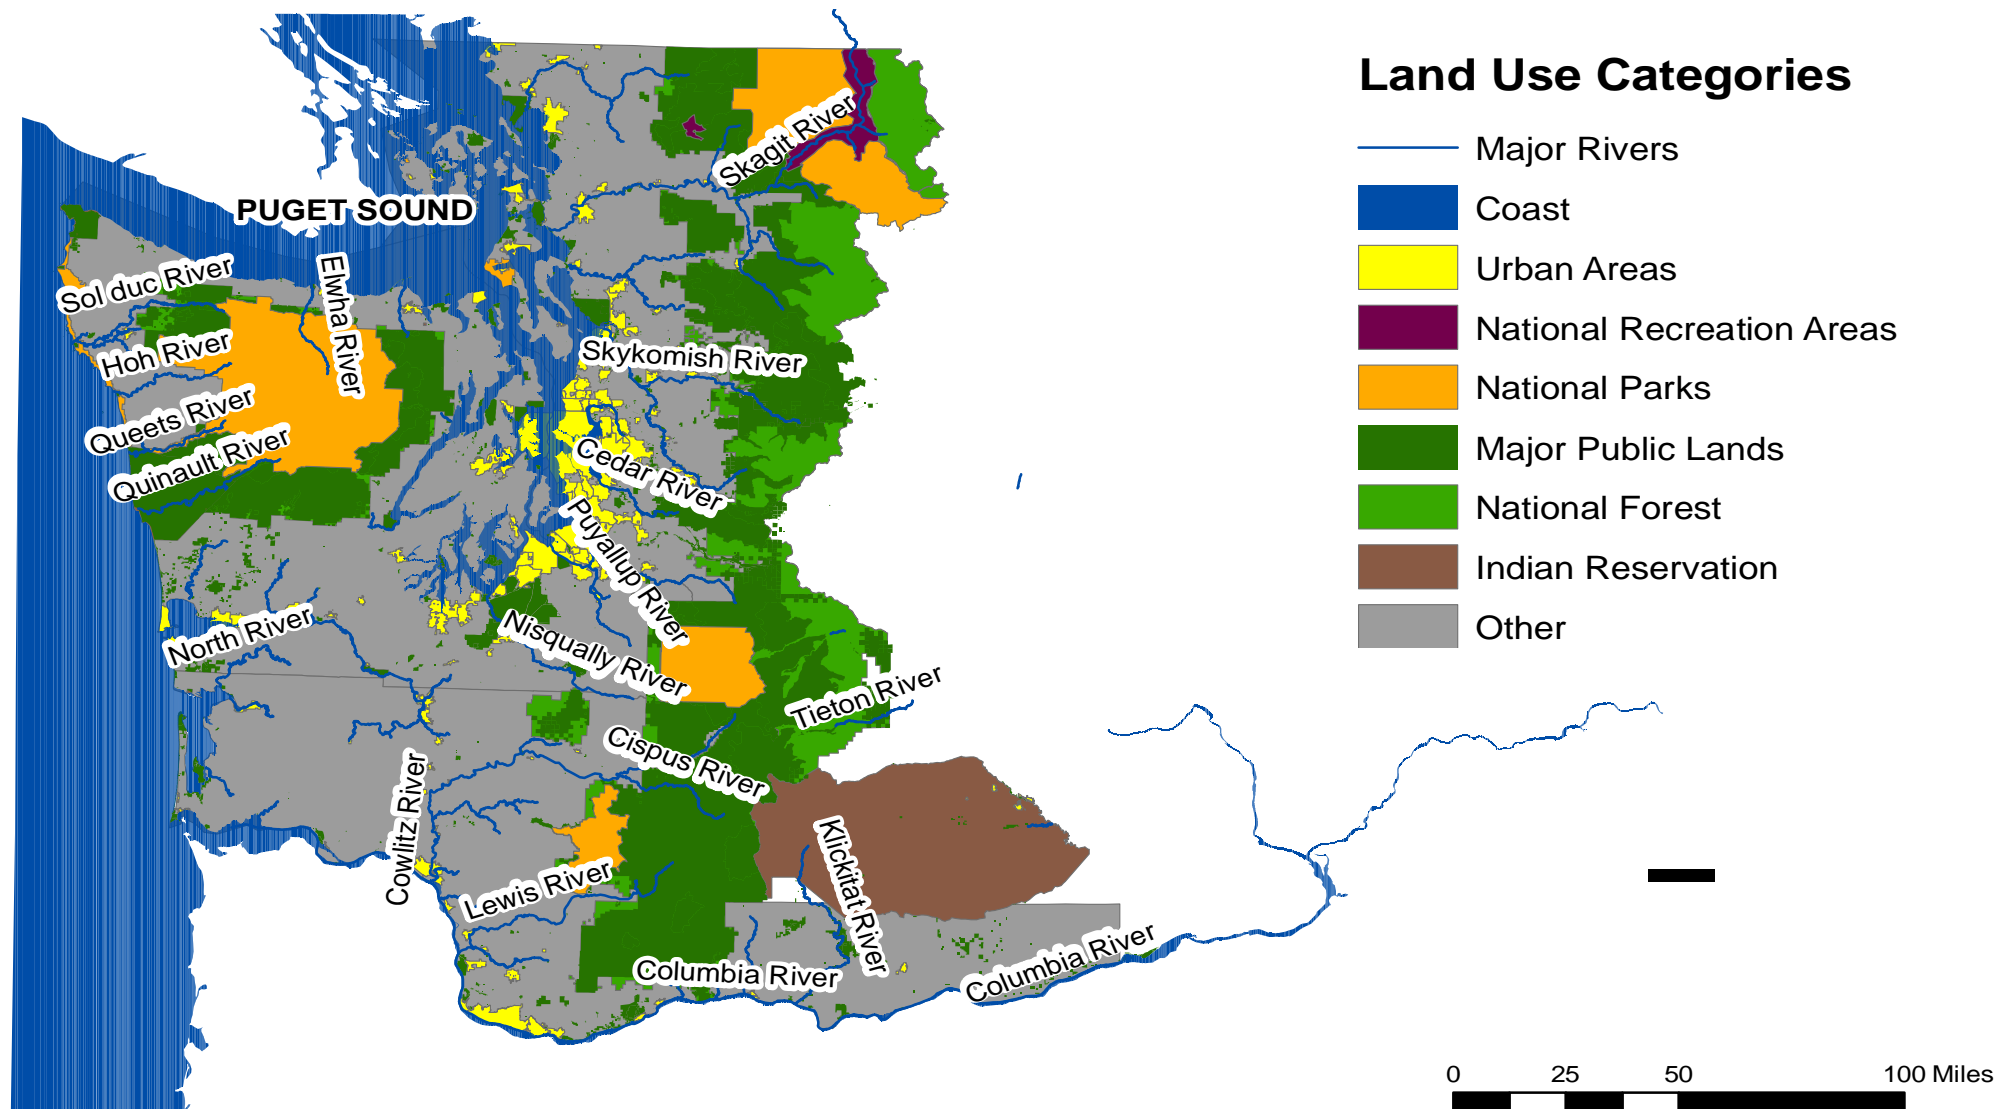 Land Use Categories
Major Rivers
Coast
Urban Areas
National Recreation Areas
National Parks
Major Public Lands
National Forest
Indian Reservation
Other
Skagit River
PUGET SOUND
Sol duc River
Elwha River
Hoh River
Skykomish River
Queets River
Quinault River
Cedar River
Puyallup River
North River
Nisqually River
Tieton River
Cispus River
Cowlitz River
Klickitat River
Lewis River
Columbia River
Columbia River
0 25 50 100 Miles